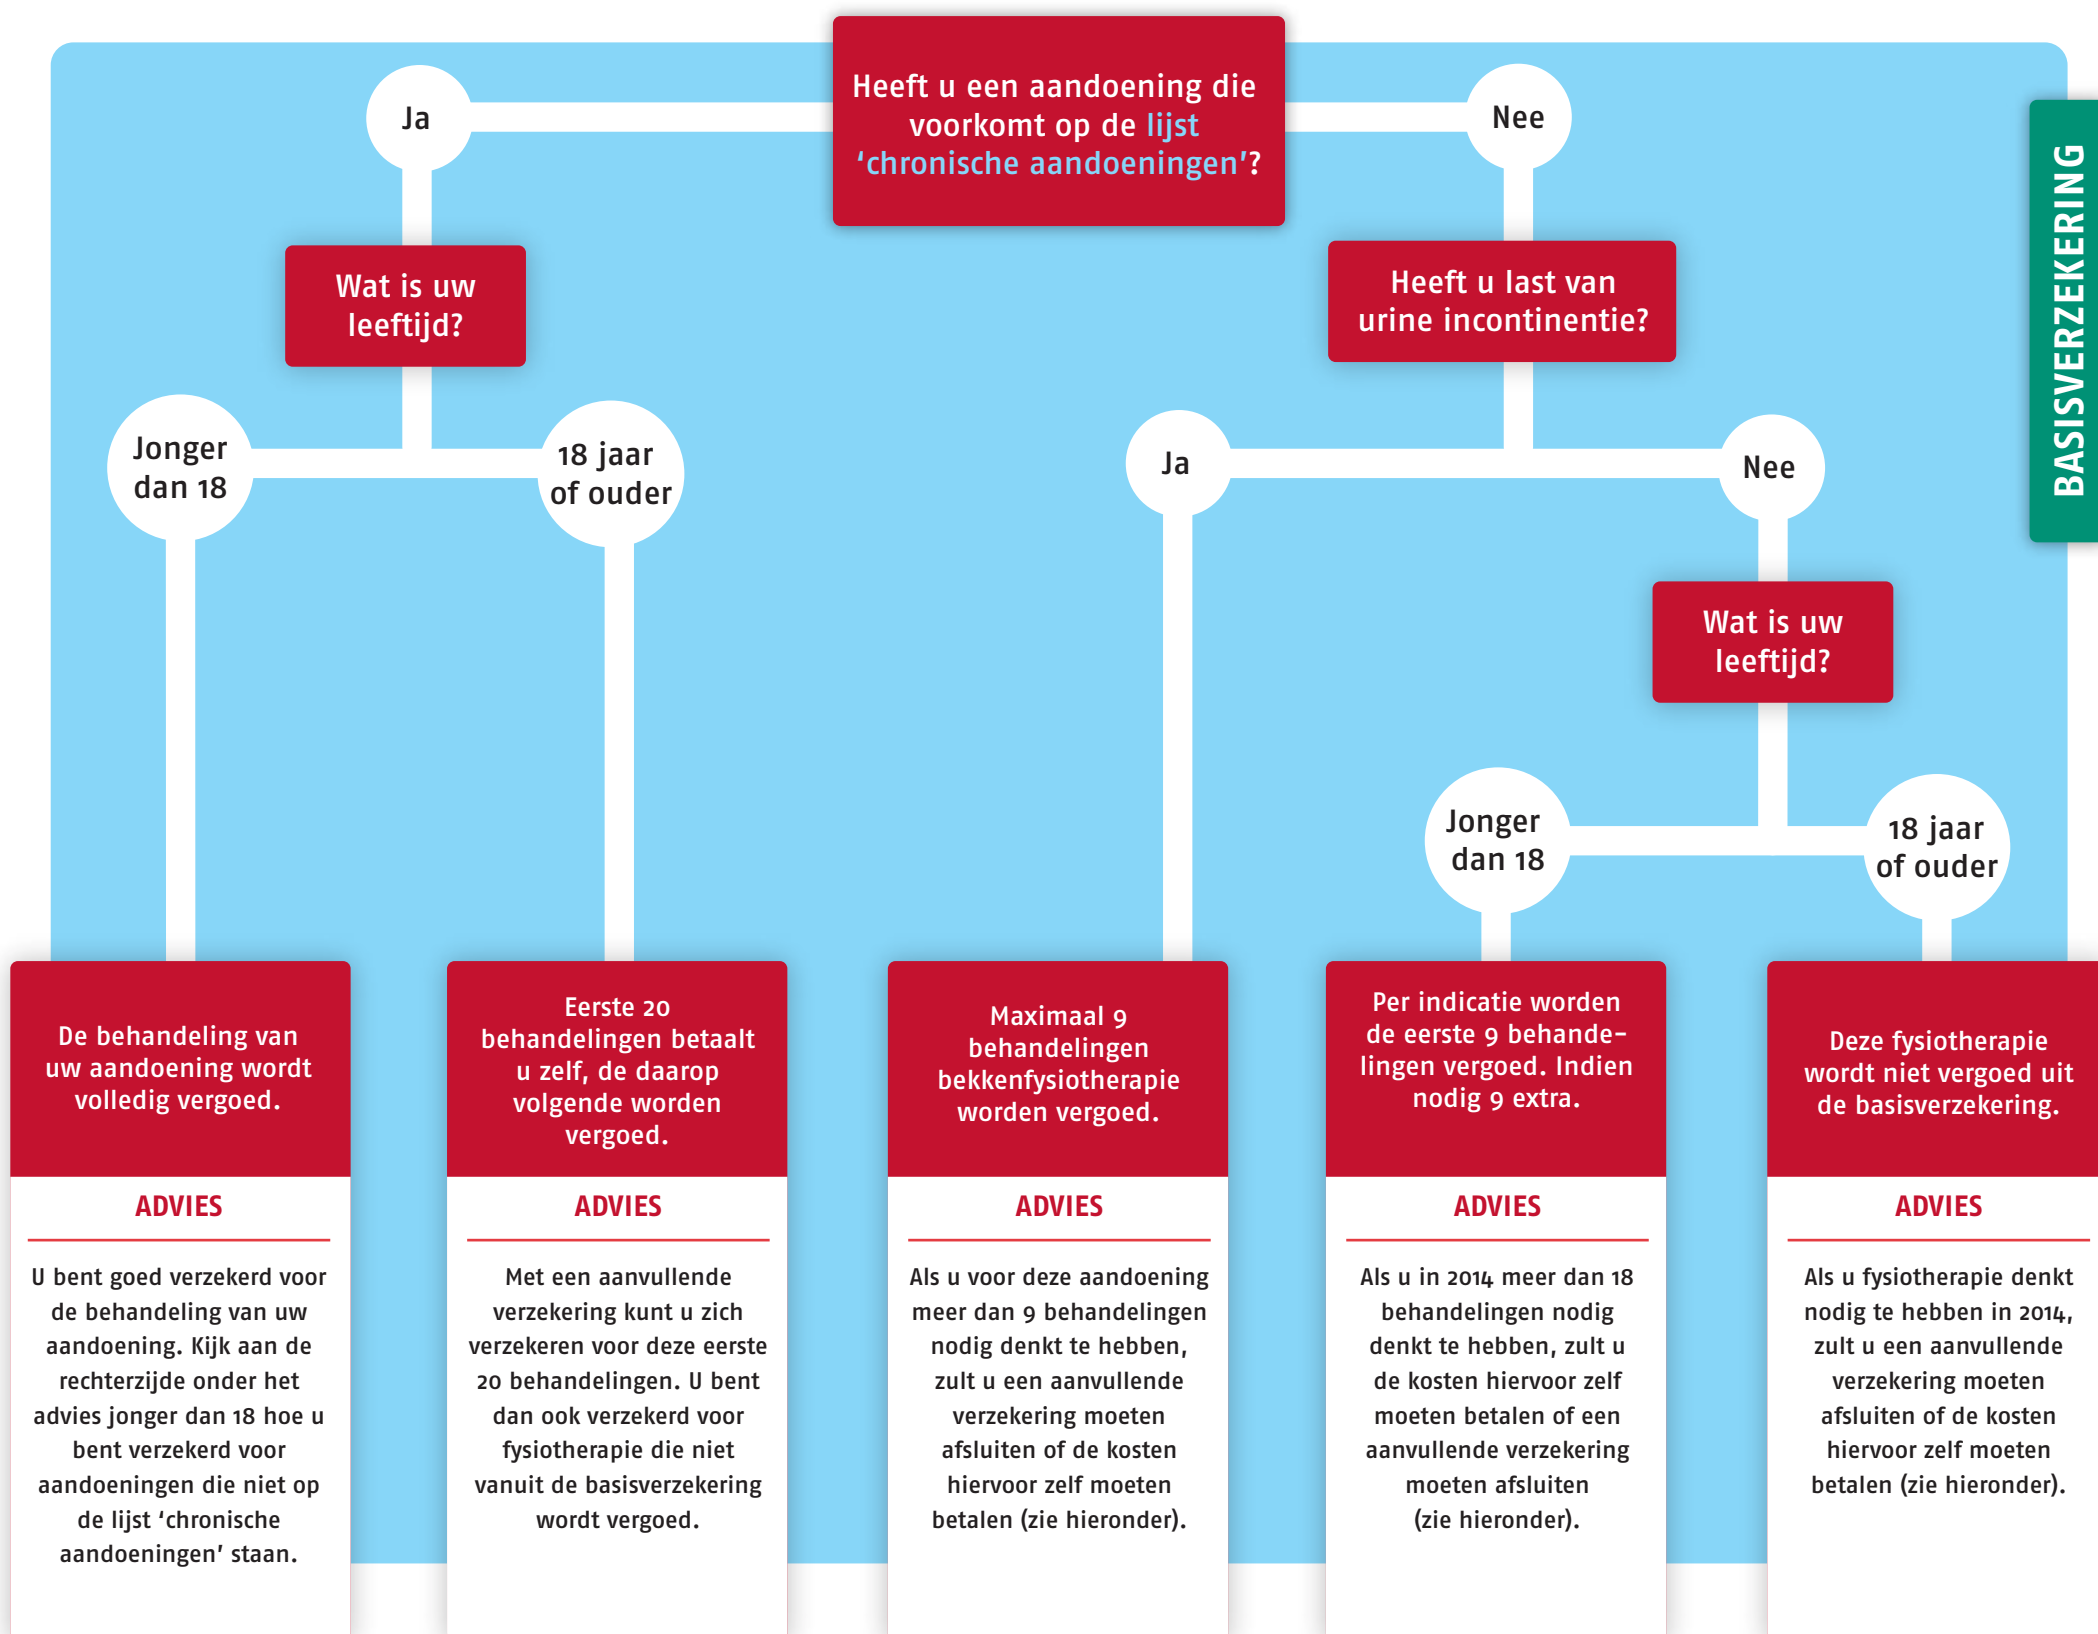 Heeft u een aandoening die
voorkomt op de lijst
‘chronische aandoeningen’?
Ja
Nee
BASISVERZEKERING
Wat is uw
leeftijd?
Heeft u last van
urine incontinentie?
Jonger
dan 18
18 jaar
of ouder
Ja
Nee
Wat is uw
leeftijd?
Jonger
dan 18
18 jaar
of ouder
De behandeling van
uw aandoening wordt
volledig vergoed.
ADVIES
U bent goed verzekerd voor
de behandeling van uw
aandoening. Kijk aan de
rechterzijde onder het
advies jonger dan 18 hoe u
bent verzekerd voor
aandoeningen die niet op
de lijst ‘chronische
aandoeningen’ staan.
Eerste 20
behandelingen betaalt
u zelf, de daarop
volgende worden
vergoed.
ADVIES
Met een aanvullende
verzekering kunt u zich
verzekeren voor deze eerste
20 behandelingen. U bent
dan ook verzekerd voor
fysiotherapie die niet
vanuit de basisverzekering
wordt vergoed.
Maximaal 9
behandelingen
bekkenfysiotherapie
worden vergoed.
ADVIES
Als u voor deze aandoening
meer dan 9 behandelingen
nodig denkt te hebben,
zult u een aanvullende
verzekering moeten
afsluiten of de kosten
hiervoor zelf moeten
betalen (zie hieronder).
Per indicatie worden
de eerste 9 behande-
lingen vergoed. Indien
nodig 9 extra.
ADVIES
Als u in 2014 meer dan 18
behandelingen nodig
denkt te hebben, zult u
de kosten hiervoor zelf
moeten betalen of een
aanvullende verzekering
moeten afsluiten
(zie hieronder).
Deze fysiotherapie
wordt niet vergoed uit
de basisverzekering.
ADVIES
Als u fysiotherapie denkt
nodig te hebben in 2014,
zult u een aanvullende
verzekering moeten
afsluiten of de kosten
hiervoor zelf moeten
betalen (zie hieronder).